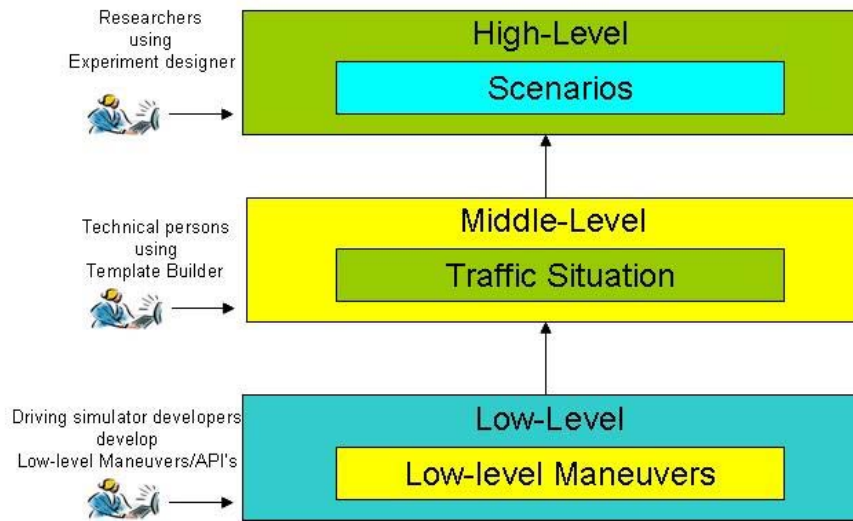 Researchers
using
Experiment designer
High-Level
Scenarios
Technical persons
using
Template Builder
Middle-Level
Traffic Situation
Driving simulator developers
develop
Low-level Maneuvers/API's
Low-Level
Low-level Maneuvers